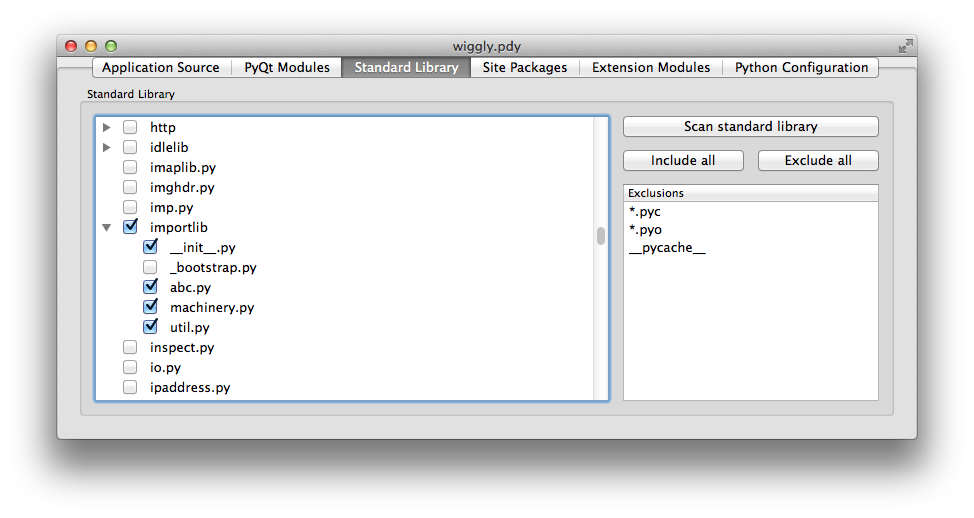 wiggly.pdy
Application Source PyQt Modules Standard Library Site Packages Extension Modules Python Configuration
Standard Library
http
idlelib
imaplib.py
imghdr.py
imp.py
importlib
__init__.py
_bootstrap.py
abc.py
machinery.py
util.py
inspect.py
io.py
ipaddress.py
Scan standard library
Include all Exclude all
Exclusions
*.pyc
*.pyo
__pycache__